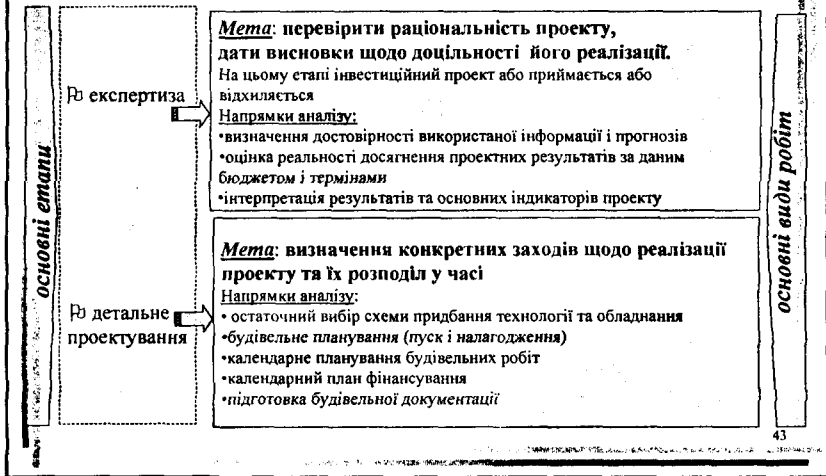 основні етапи
експертиза
Мета: перевірити раціональність проекту,
дати висновки щодо доцільності його реалізації.
На цьому етапі інвестиційний проект або приймається або
відхиляється
Напрямки аналізу:
•визначення достовірності використаної інформації і прогнозів
•оцінка реальності досягнення проектних результатів за даним
бюджетом і термінами
•інтерпретація результатів та основних індикаторів проекту
детальне
проектування
Мета: визначення конкретних заходів щодо реалізації
проекту та їх розподіл у часі
Напрямки аналізу:
• остаточний вибір схеми придбання технології та обладнання
•будівельне планування (пуск і налагодження)
•календарне планування будівельних робіт
•календарний план фінансування
•підготовка будівельної документації
основні види робіт
43